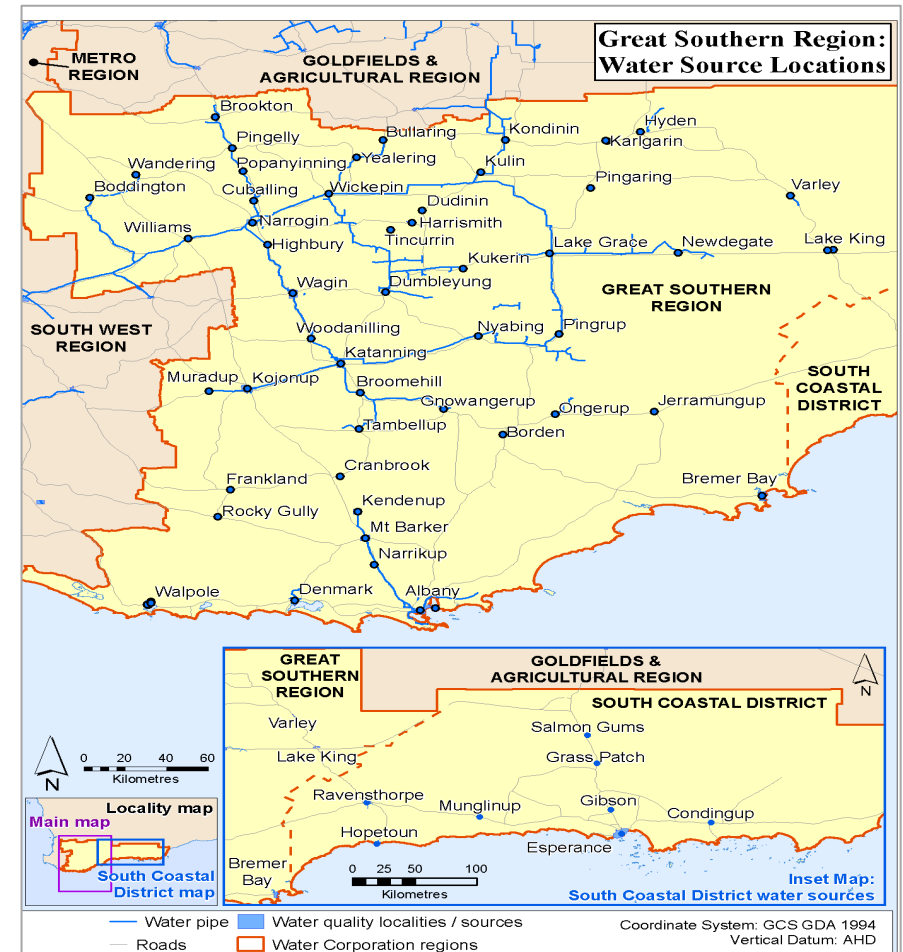 Great Southern Region:
Water Source Locations
METRO
REGION
GOLDFIELDS &
AGRICULTURAL REGION
Brookton
Pingelly
Bullaring
Kondinin
Hyden
Karlgarin
Wandering
Popanyinning
Yealering
Kulin
Boddington
Cuballing
Wickepin
Pingaring
Varley
Dudinin
Williams
Narrogin
Harrismith
Highbury
Tincurrin
Lake Grace
Newdegate
Lake King
Kukerin
Wagin
Dumbleyung
GREAT SOUTHERN
REGION
SOUTH WEST
REGION
Woodanilling
Nyabing
Pingrup
Katanning
SOUTH
COASTAL
DISTRICT
Muradup
Kojonup
Broomehill
Gnowangerup
Ongerup
Jerramungup
Tambellup
Borden
Cranbrook
Frankland
Bremer Bay
Kendenup
Rocky Gully
Mt Barker
Narrikup
Walpole
Denmark
Albany
GREAT
SOUTHERN
REGION
GOLDFIELDS &
AGRICULTURAL REGION
N
SOUTH COASTAL DISTRICT
Varley
Salmon Gums
Lake King
Grass Patch
Ravensthorpe
Munglinup
Gibson
Condingup
Hopetoun
Esperance
Bremer
Bay
0 25 50 75 100
Kilometres
Inset Map:
South Coastal District water sources
N
0 20 40 60
Kilometres
Locality map
Main map
South Coastal
District map
Water pipe
Water quality localities / sources
Roads
Water Corporation regions
Coordinate System: GCS GDA 1994
Vertical Datum: AHD